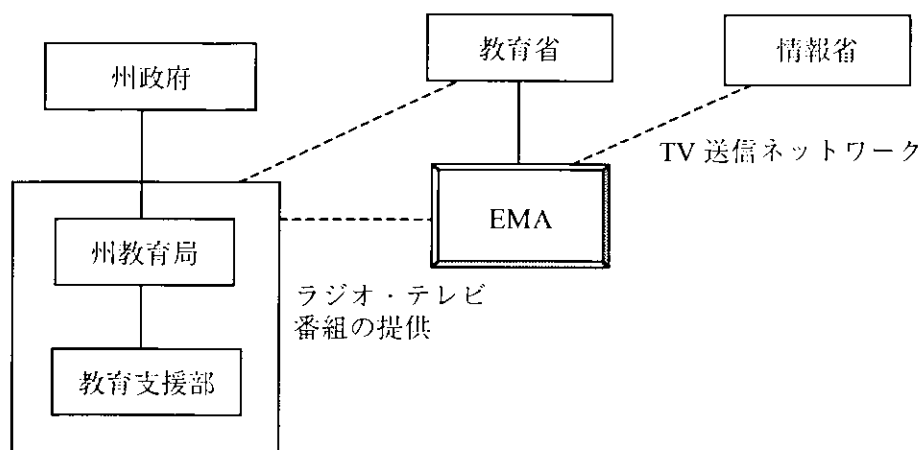 州政府
教育省
情報省
TV 送信ネットワーク
EMA
州教育局
ラジオ・テレビ
番組の提供
教育支援部